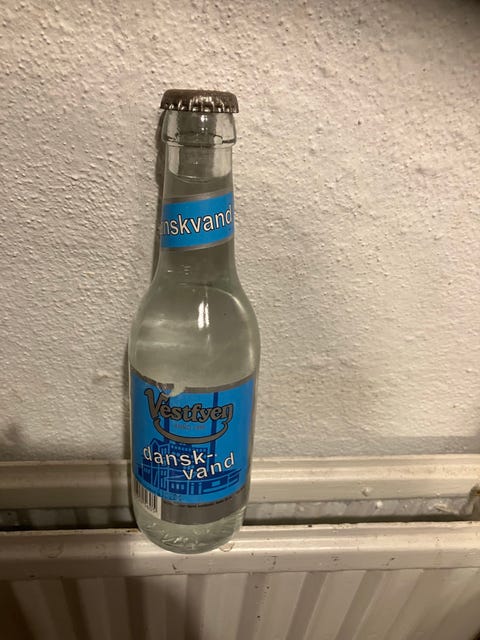 nskvand
Vestfyen
dansk-
vand